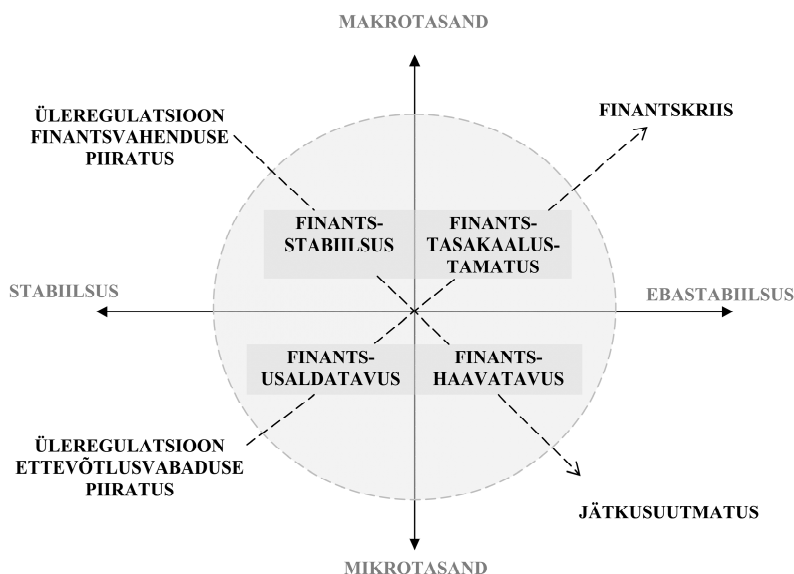 MAKROTASAND
ÜLEREGULATSIOON
FINANTSVAHENDUSE
PIIRATUS
FINANTSKRIIS
FINANTS-
STABIILSUS
FINANTS-
TASAKAALUS-
TAMATUS
STABIILSUS
EBASTABIILSUS
FINANTS-
USALDATAVUS
FINANTS-
HAAVATAVUS
ÜLEREGULATSIOON
ETTEVÕTLUSVABADUSE
PIIRATUS
JÄTKUSUUTMATUS
MIKROTASAND